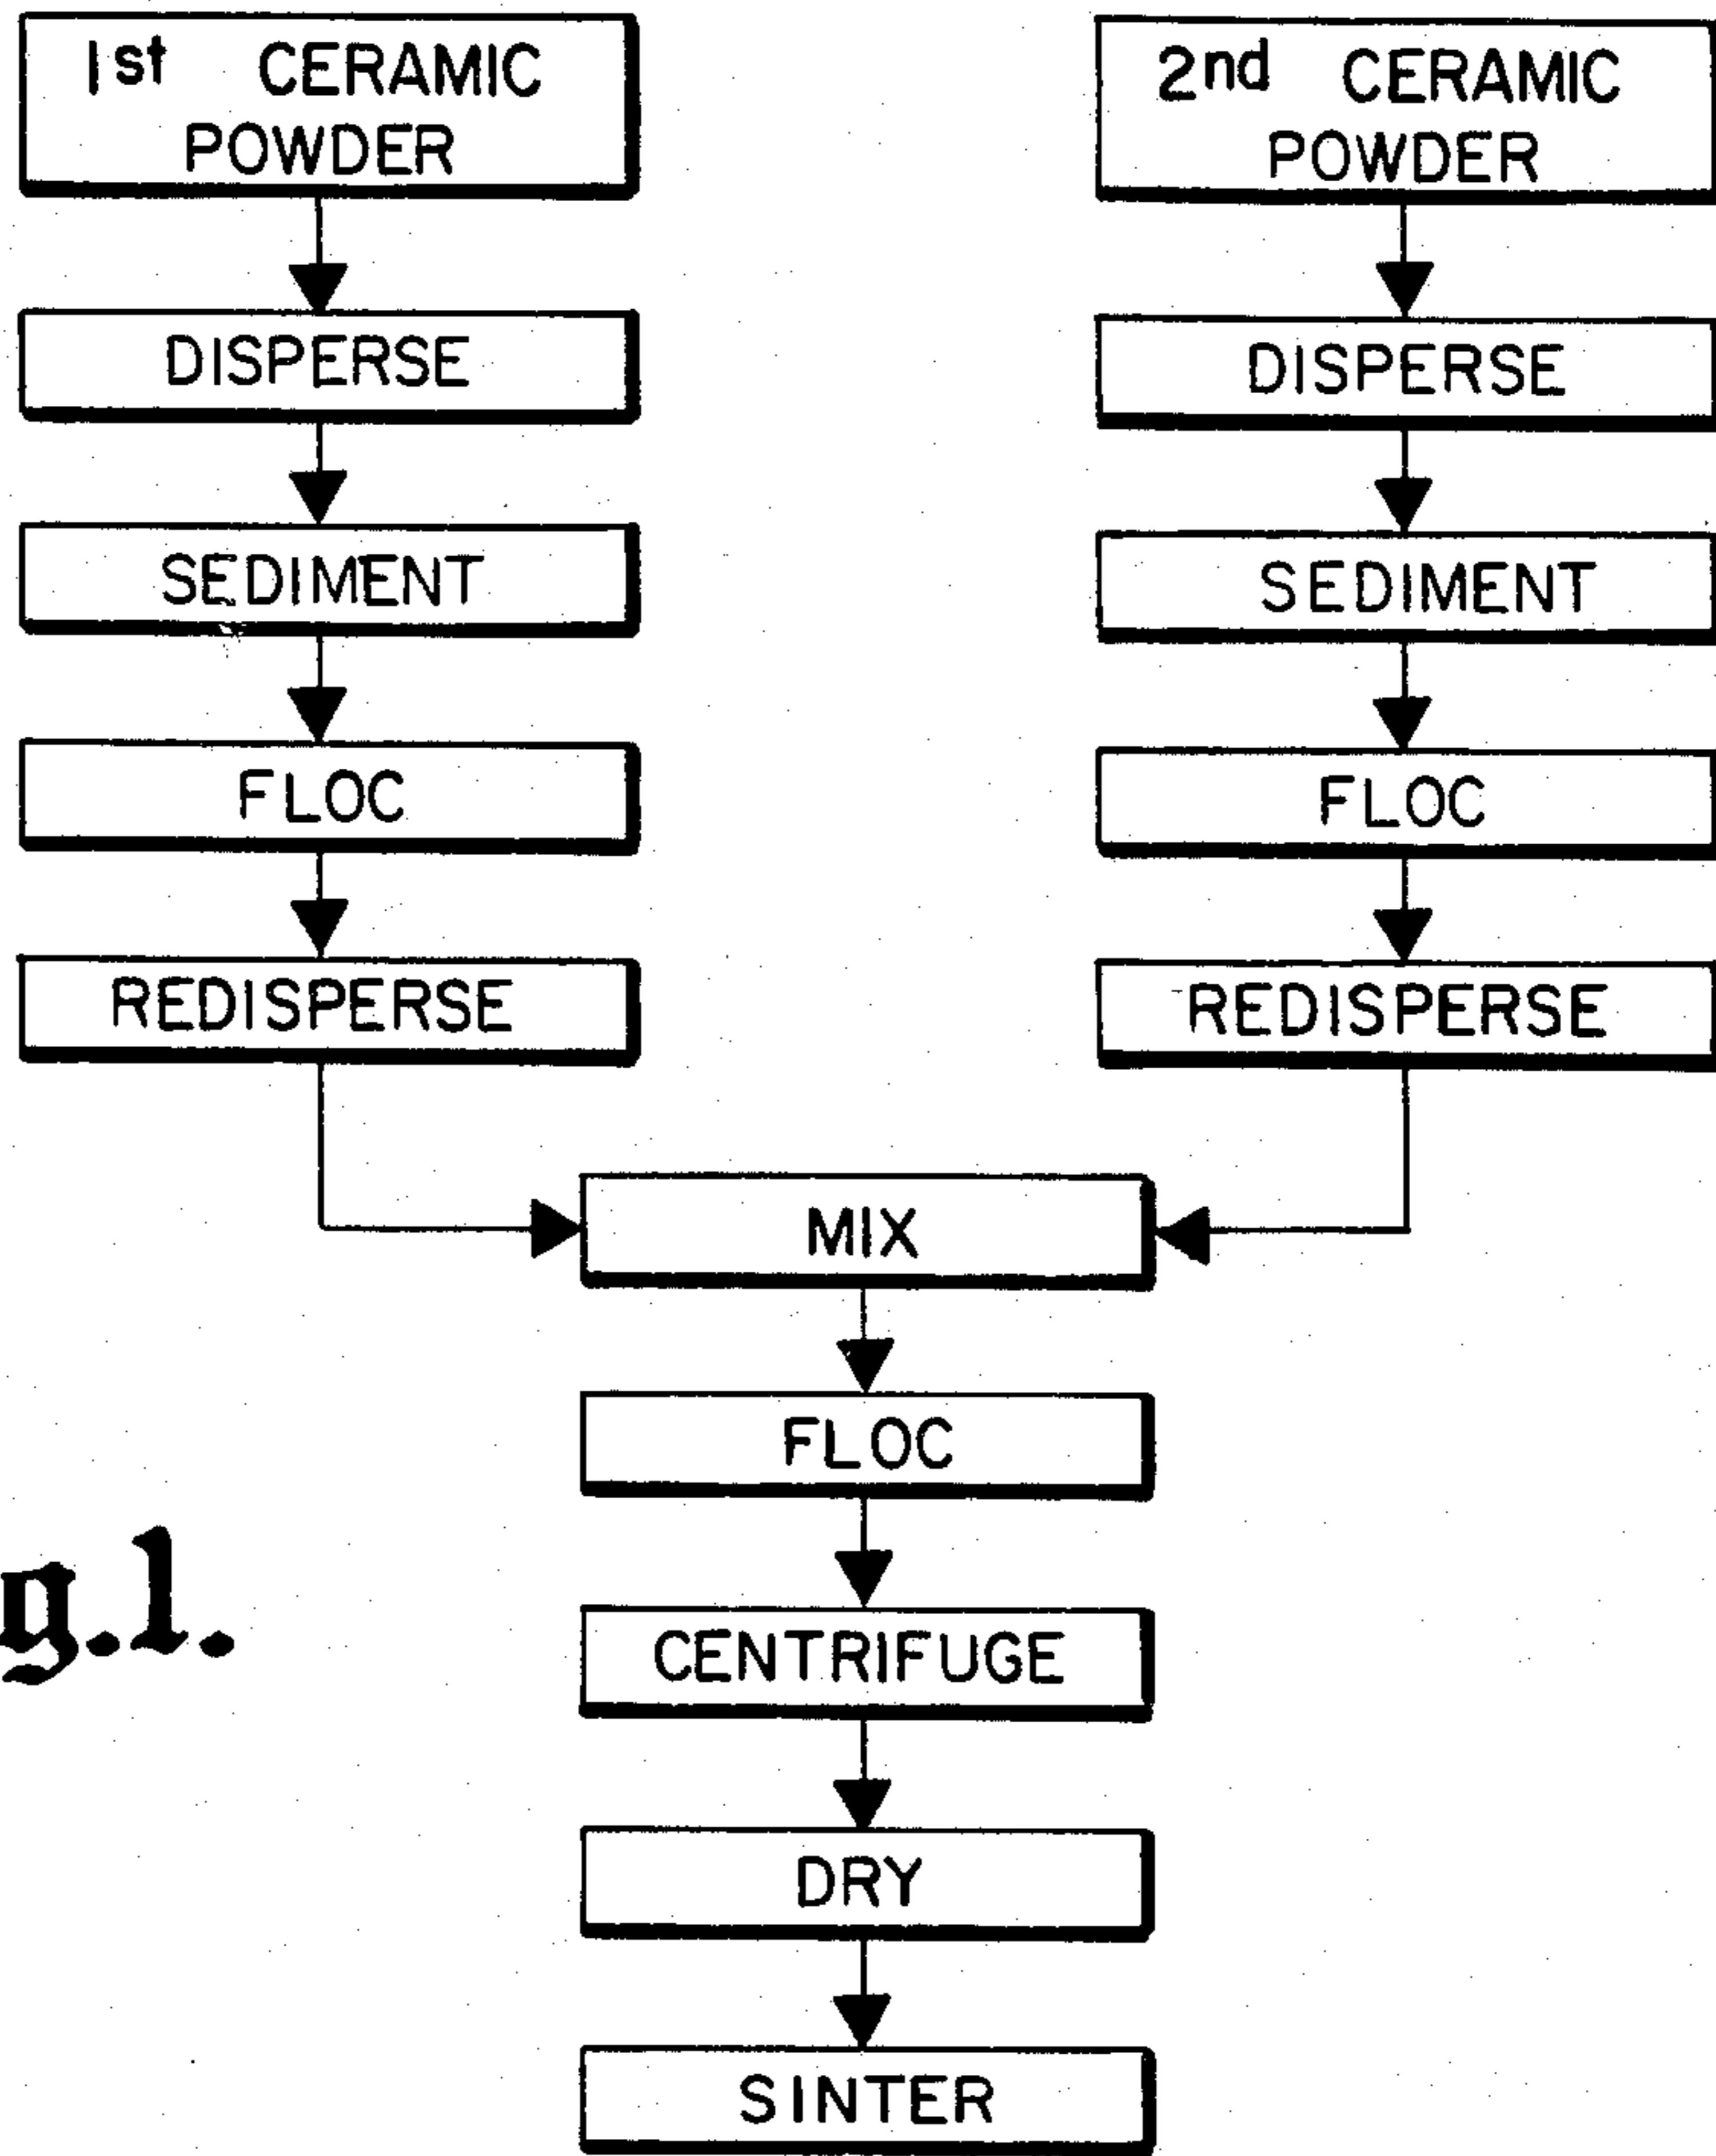 1st CERAMIC
POWDER
DISPERSE
SEDIMENT
FLOC
REDISPERSE
2nd CERAMIC
POWDER
DISPERSE
SEDIMENT
FLOC
REDISPERSE
MIX
FLOC
CENTRIFUGE
DRY
SINTER
g.1.